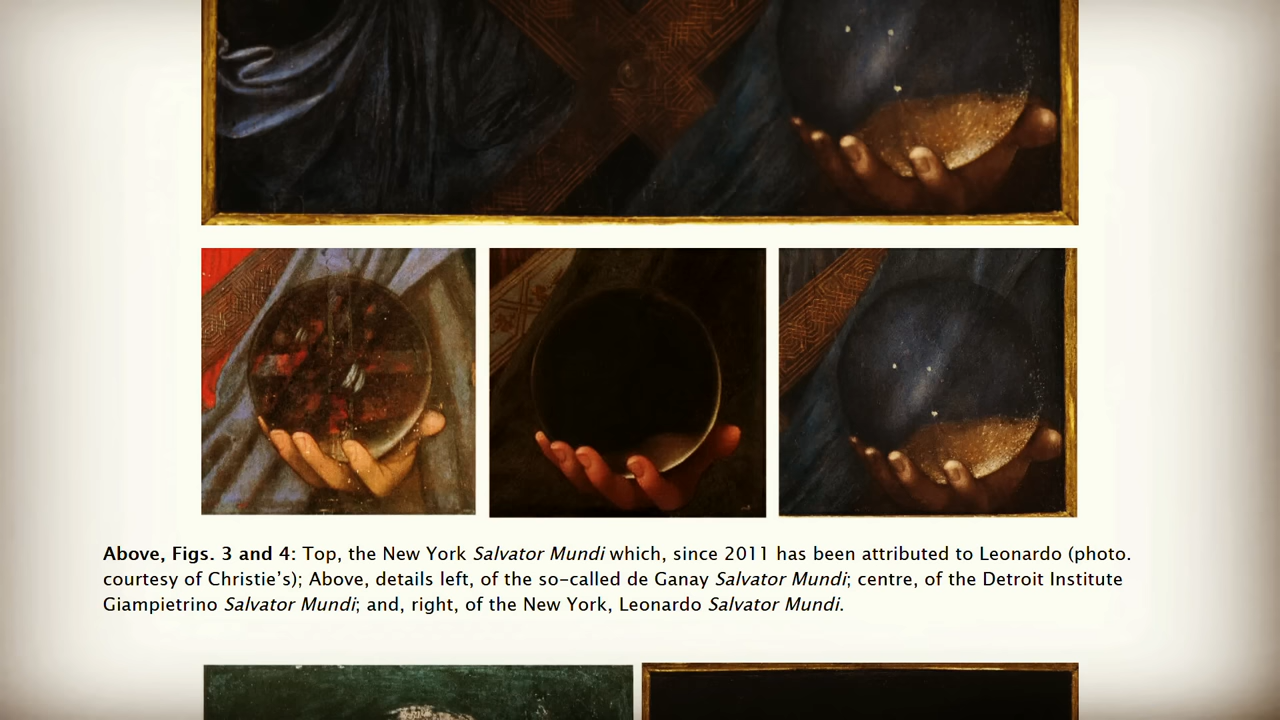 Above, Figs. 3 and 4: Top, the New York Salvator Mundi which, since 2011 has been attributed to Leonardo (photo.
courtesy of Christie’s); Above, details left, of the so-called de Ganay Salvator Mundi; centre, of the Detroit Institute
Giampietrino Salvator Mundi; and, right, of the New York, Leonardo Salvator Mundi.